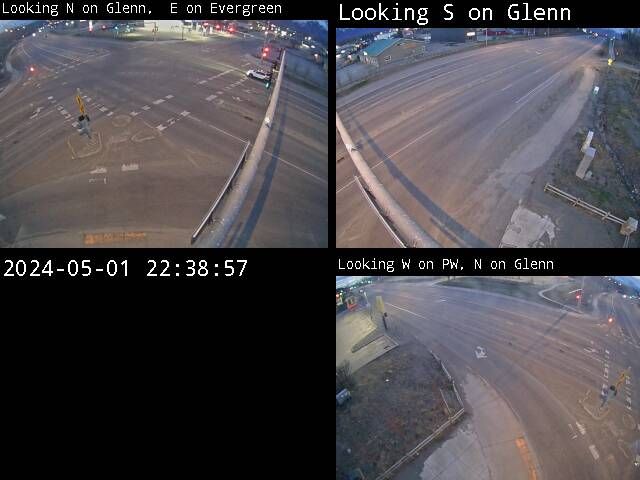 Looking N on Glenn, E on Evergreen
Looking S on Glenn
2024-05-01 22:38:57
Looking W on PW, N on Glenn